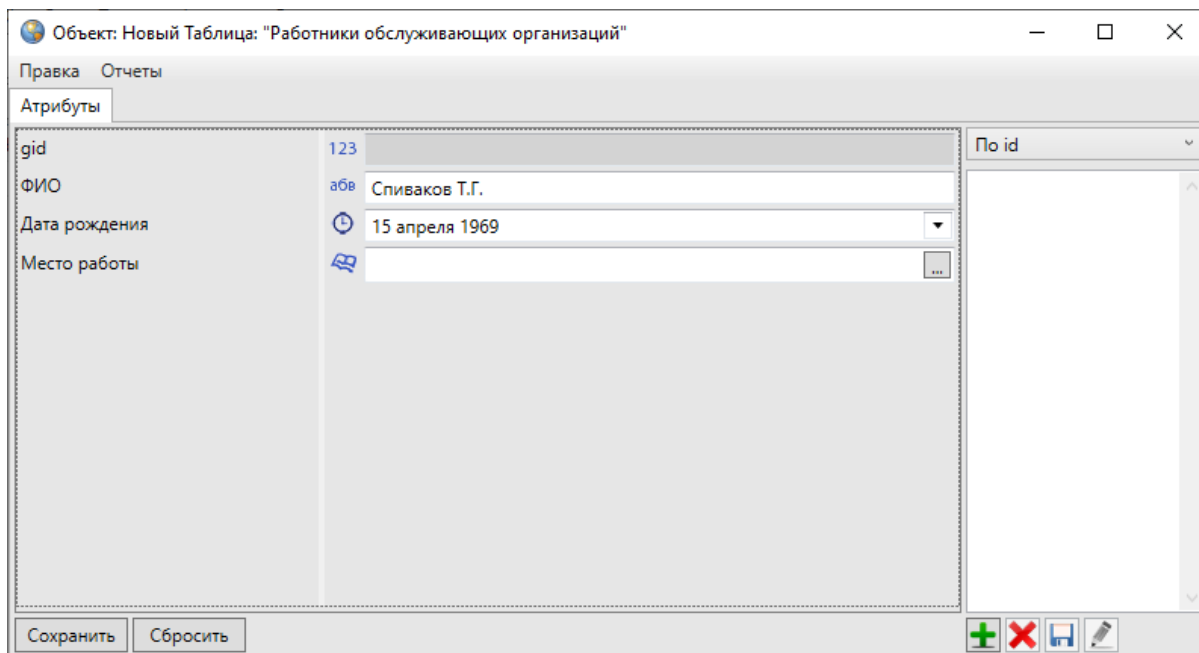 Объект: Новый Таблица: "Работники обслуживающих организаций"
Правка Отчеты
Атрибуты
gid 123
По id
ФИО абв Спиваков Т.Г.
Дата рождения 15 апреля 1969
Место работы ...
Сохранить Сбросить